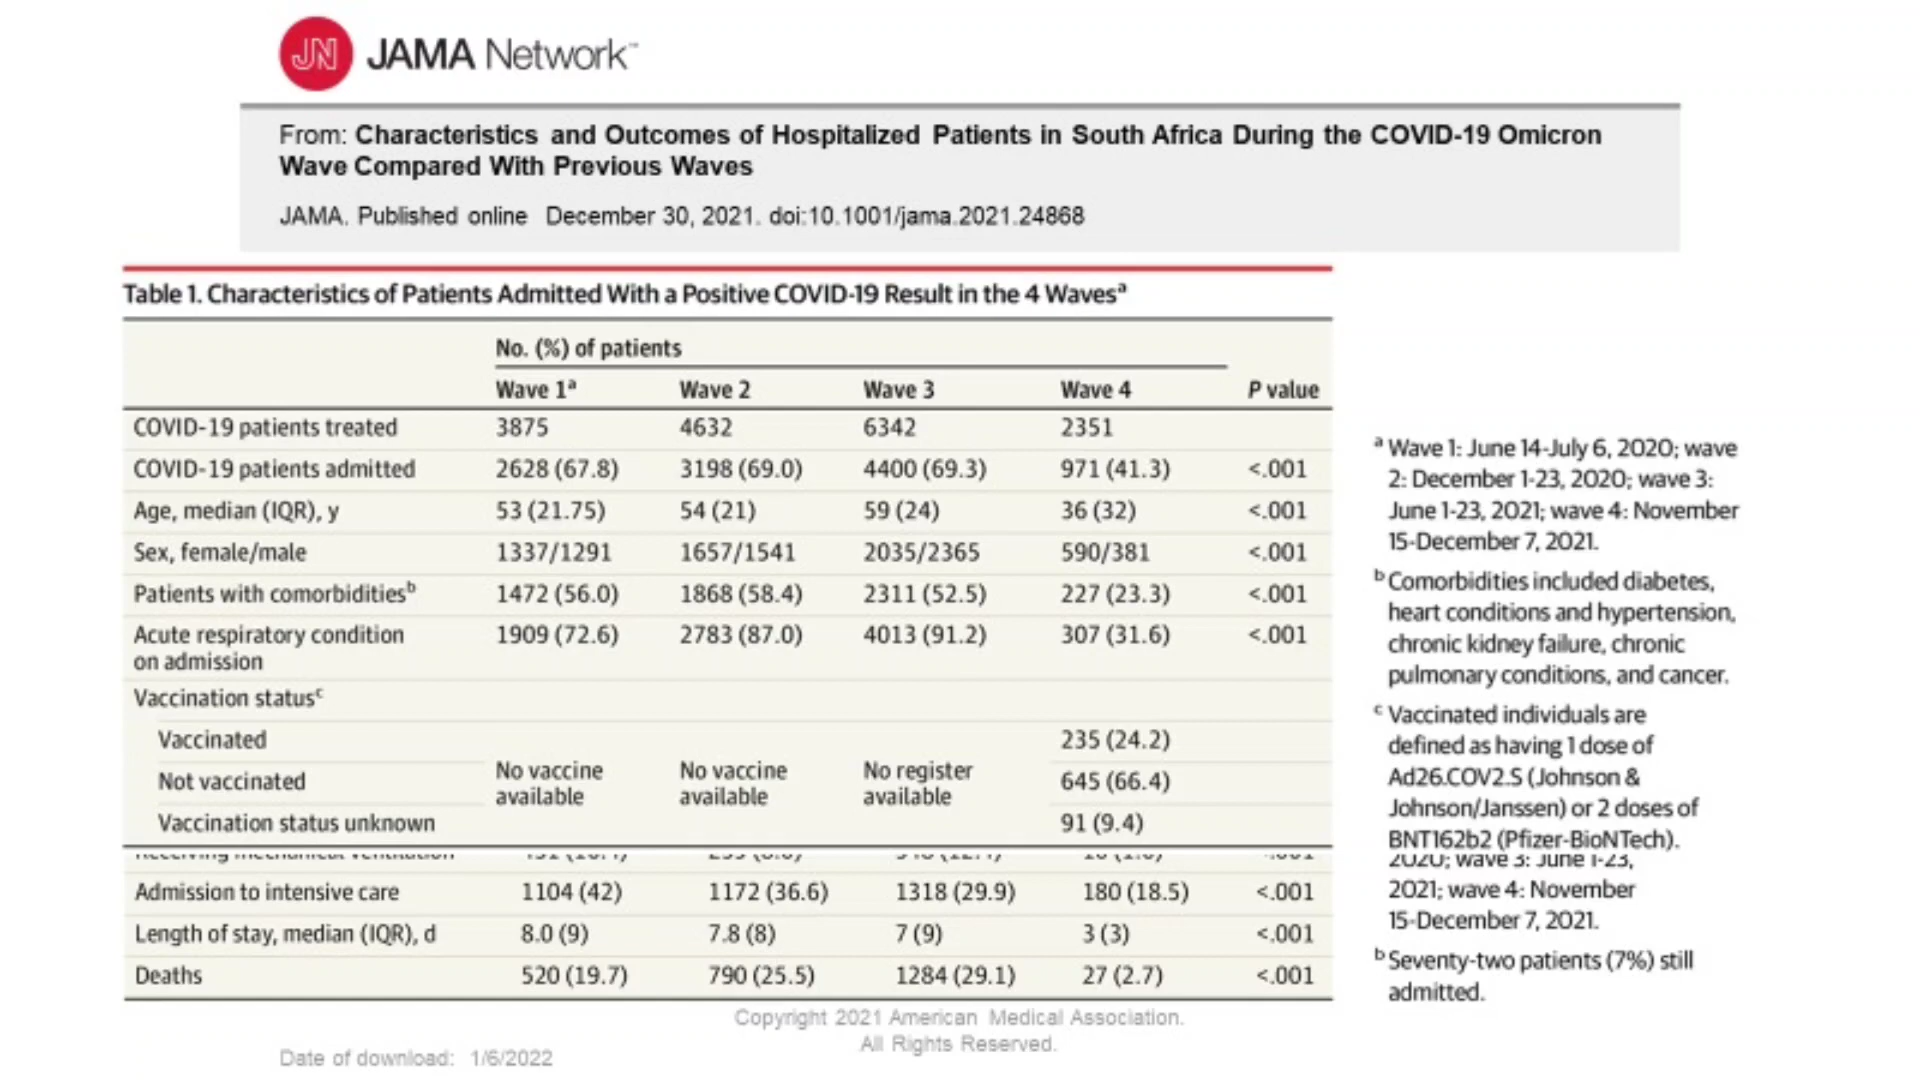 JN JAMA Network™
From: Characteristics and Outcomes of Hospitalized Patients in South Africa During the COVID-19 Omicron
Wave Compared With Previous Waves
JAMA. Published online December 30, 2021. doi:10.1001/jama.2021.24868
Table 1. Characteristics of Patients Admitted With a Positive COVID-19 Result in the 4 Wavesᵃ
No. (%) of patients
Wave 1ᵃ Wave 2 Wave 3 Wave 4 P value
COVID-19 patients treated 3875 4632 6342 2351
COVID-19 patients admitted 2628 (67.8) 3198 (69.0) 4400 (69.3) 971 (41.3) <.001
Age, median (IQR), y 53 (21.75) 54 (21) 59 (24) 36 (32) <.001
Sex, female/male 1337/1291 1657/1541 2035/2365 590/381 <.001
Patients with comorbiditiesᵇ 1472 (56.0) 1868 (58.4) 2311 (52.5) 227 (23.3) <.001
Acute respiratory condition 1909 (72.6) 2783 (87.0) 4013 (91.2) 307 (31.6) <.001
on admission
Vaccination statusᶜ
Vaccinated 235 (24.2)
Not vaccinated No vaccine No vaccine No register 645 (66.4)
available available available
Vaccination status unknown 91 (9.4)
Admission to intensive care 1104 (42) 1172 (36.6) 1318 (29.9) 180 (18.5) <.001
Length of stay, median (IQR), d 8.0 (9) 7.8 (8) 7 (9) 3 (3) <.001
Deaths 520 (19.7) 790 (25.5) 1284 (29.1) 27 (2.7) <.001
ᵃ Wave 1: June 14-July 6, 2020; wave
2: December 1-23, 2020; wave 3:
June 1-23, 2021; wave 4: November
15-December 7, 2021.
ᵇ Comorbidities included diabetes,
heart conditions and hypertension,
chronic kidney failure, chronic
pulmonary conditions, and cancer.
ᶜ Vaccinated individuals are
defined as having 1 dose of
Ad26.COV2.S (Johnson &
Johnson/Janssen) or 2 doses of
BNT162b2 (Pfizer-BioNTech).
2020; wave 3: June 1-23,
2021; wave 4: November
15-December 7, 2021.
ᵇ Seventy-two patients (7%) still
admitted.
Copyright 2021 American Medical Association.
All Rights Reserved.
Date of download: 1/6/2022